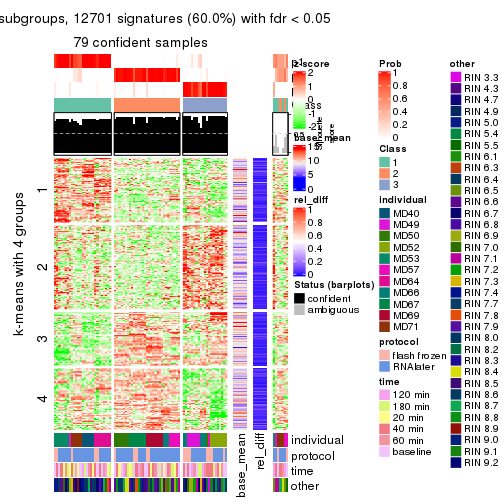 subgroups, 12701 signatures (60.0%) with fdr < 0.05
79 confident samples
k-means with 4 groups
1
2
3
4
individual
protocol
time
other
base_mean
rel_diff
z-score
2
1
0
-1
-2
base_mean
15
10
5
0
rel_diff
1
0.8
0.6
0.4
0.2
0
Status (barplots)
confident
ambiguous
Prob
1
0.8
0.6
0.4
0.2
0
Class
1
2
3
individual
MD40
MD49
MD50
MD52
MD53
MD57
MD64
MD66
MD67
MD69
MD71
protocol
flash frozen
RNAlater
time
120 min
180 min
20 min
40 min
60 min
baseline
other
RIN 3.3
RIN 4.3
RIN 4.7
RIN 4.9
RIN 5.0
RIN 5.4
RIN 5.5
RIN 6.1
RIN 6.3
RIN 6.4
RIN 6.5
RIN 6.6
RIN 6.7
RIN 6.8
RIN 6.9
RIN 7.0
RIN 7.1
RIN 7.2
RIN 7.3
RIN 7.4
RIN 7.7
RIN 7.8
RIN 7.9
RIN 8.0
RIN 8.2
RIN 8.3
RIN 8.4
RIN 8.5
RIN 8.6
RIN 8.7
RIN 8.8
RIN 8.9
RIN 9.0
RIN 9.1
RIN 9.2